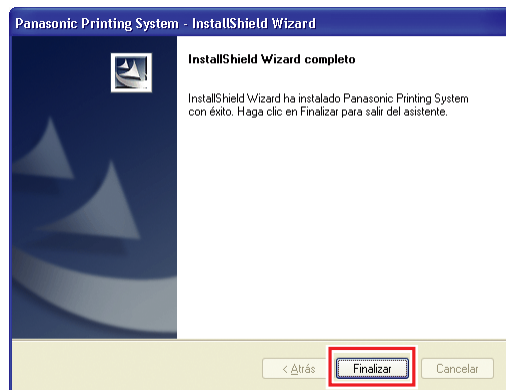 Panasonic Printing System - InstallShield Wizard
InstallShield Wizard completo
InstallShield Wizard ha instalado Panasonic Printing System
con éxito. Haga clic en Finalizar para salir del asistente.
< Atrás
Finalizar
Cancelar